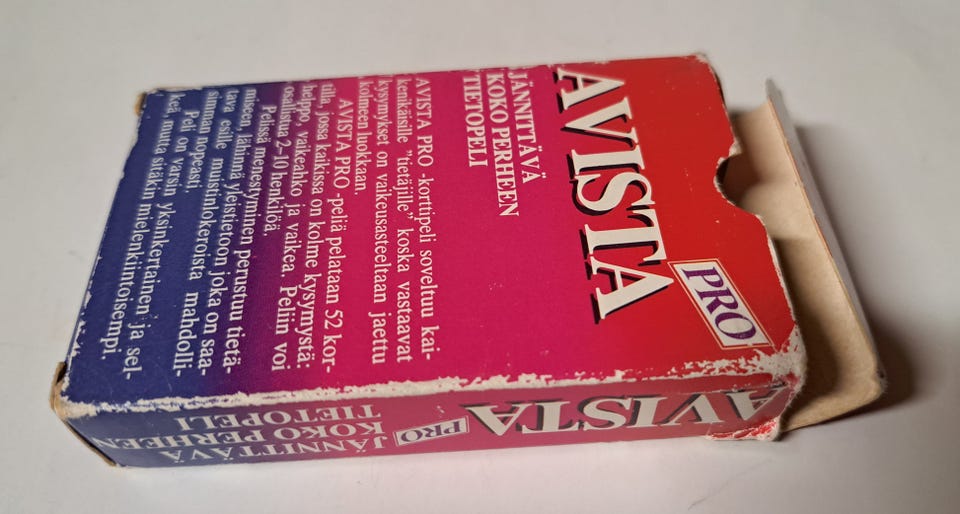 AVISTA
PRO
JÄNNITTÄVÄ
KOKO PERHEEN
TIETOPELI
AVISTA PRO -korttipeli soveltuu kai-
kenikäisille "tietäjille", koska vastaavat
kysymykset on vaikeusasteeltaan jaettu
kolmeen luokkaan.
AVISTA PRO -peliä pelataan 52 kor-
tilla, jossa kaikissa on kolme kysymystä:
helppo, vaikeahko ja vaikea. Peliin voi
osallistua 2-10 henkilöä.
Pelissä menestyminen perustuu tietä-
miseen, lähinnä yleistietoon joka on saa-
tava esille muistinlokeroista mahdolli-
simman nopeasti.
Peli on varsin yksinkertainen ja sel-
keä, mutta sitäkin mielenkiintoisempi.
AVISTA
PRO
JÄNNITTÄVÄ
KOKO PERHEEN
TIETOPELI